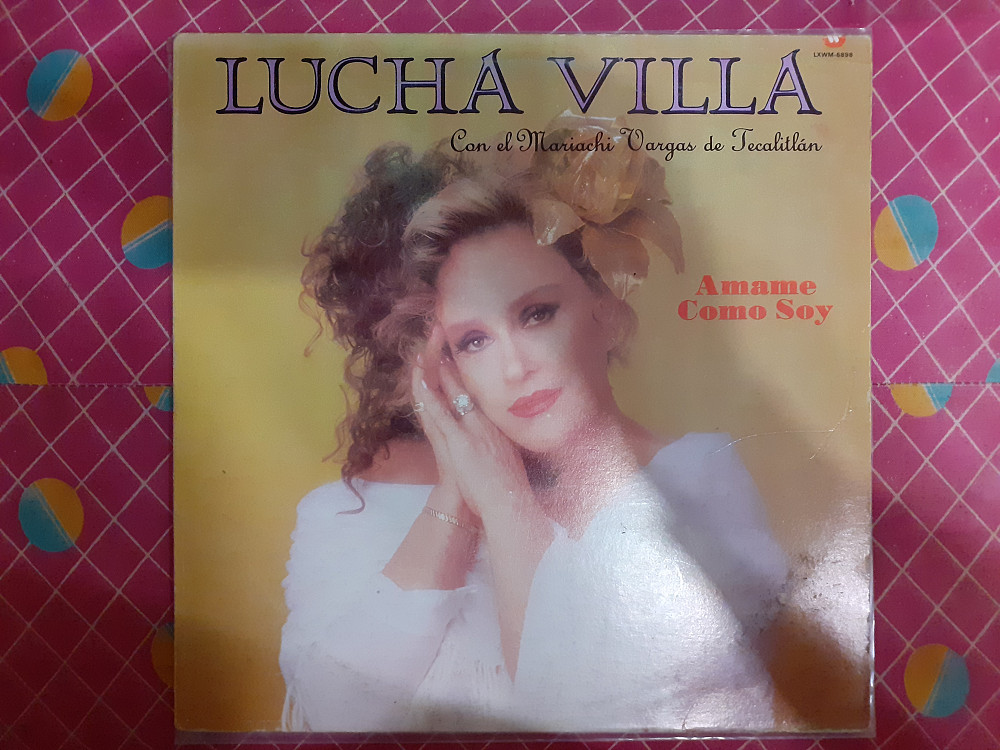 LXWM-6898
LUCHA VILLA
Con el Mariachi Vargas de Tecalitlán
Amame
Como Soy